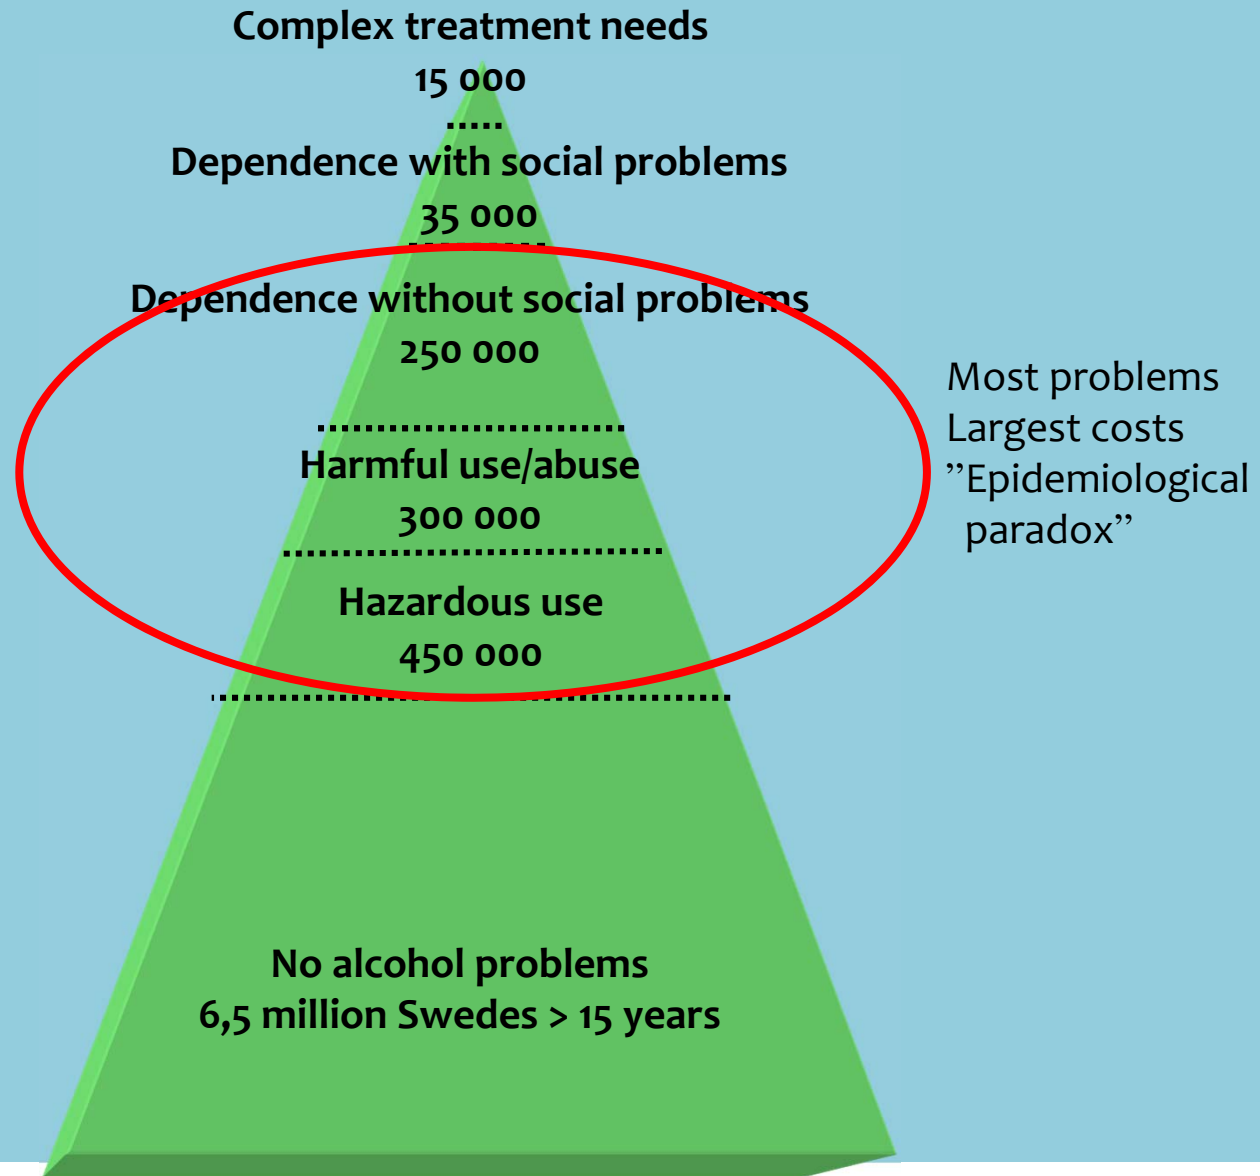 Complex treatment needs
15 000
Dependence with social problems
35 000
Dependence without social problems
250 000
Harmful use/abuse
300 000
Hazardous use
450 000
Most problems
Largest costs
”Epidemiological
paradox”
No alcohol problems
6,5 million Swedes > 15 years